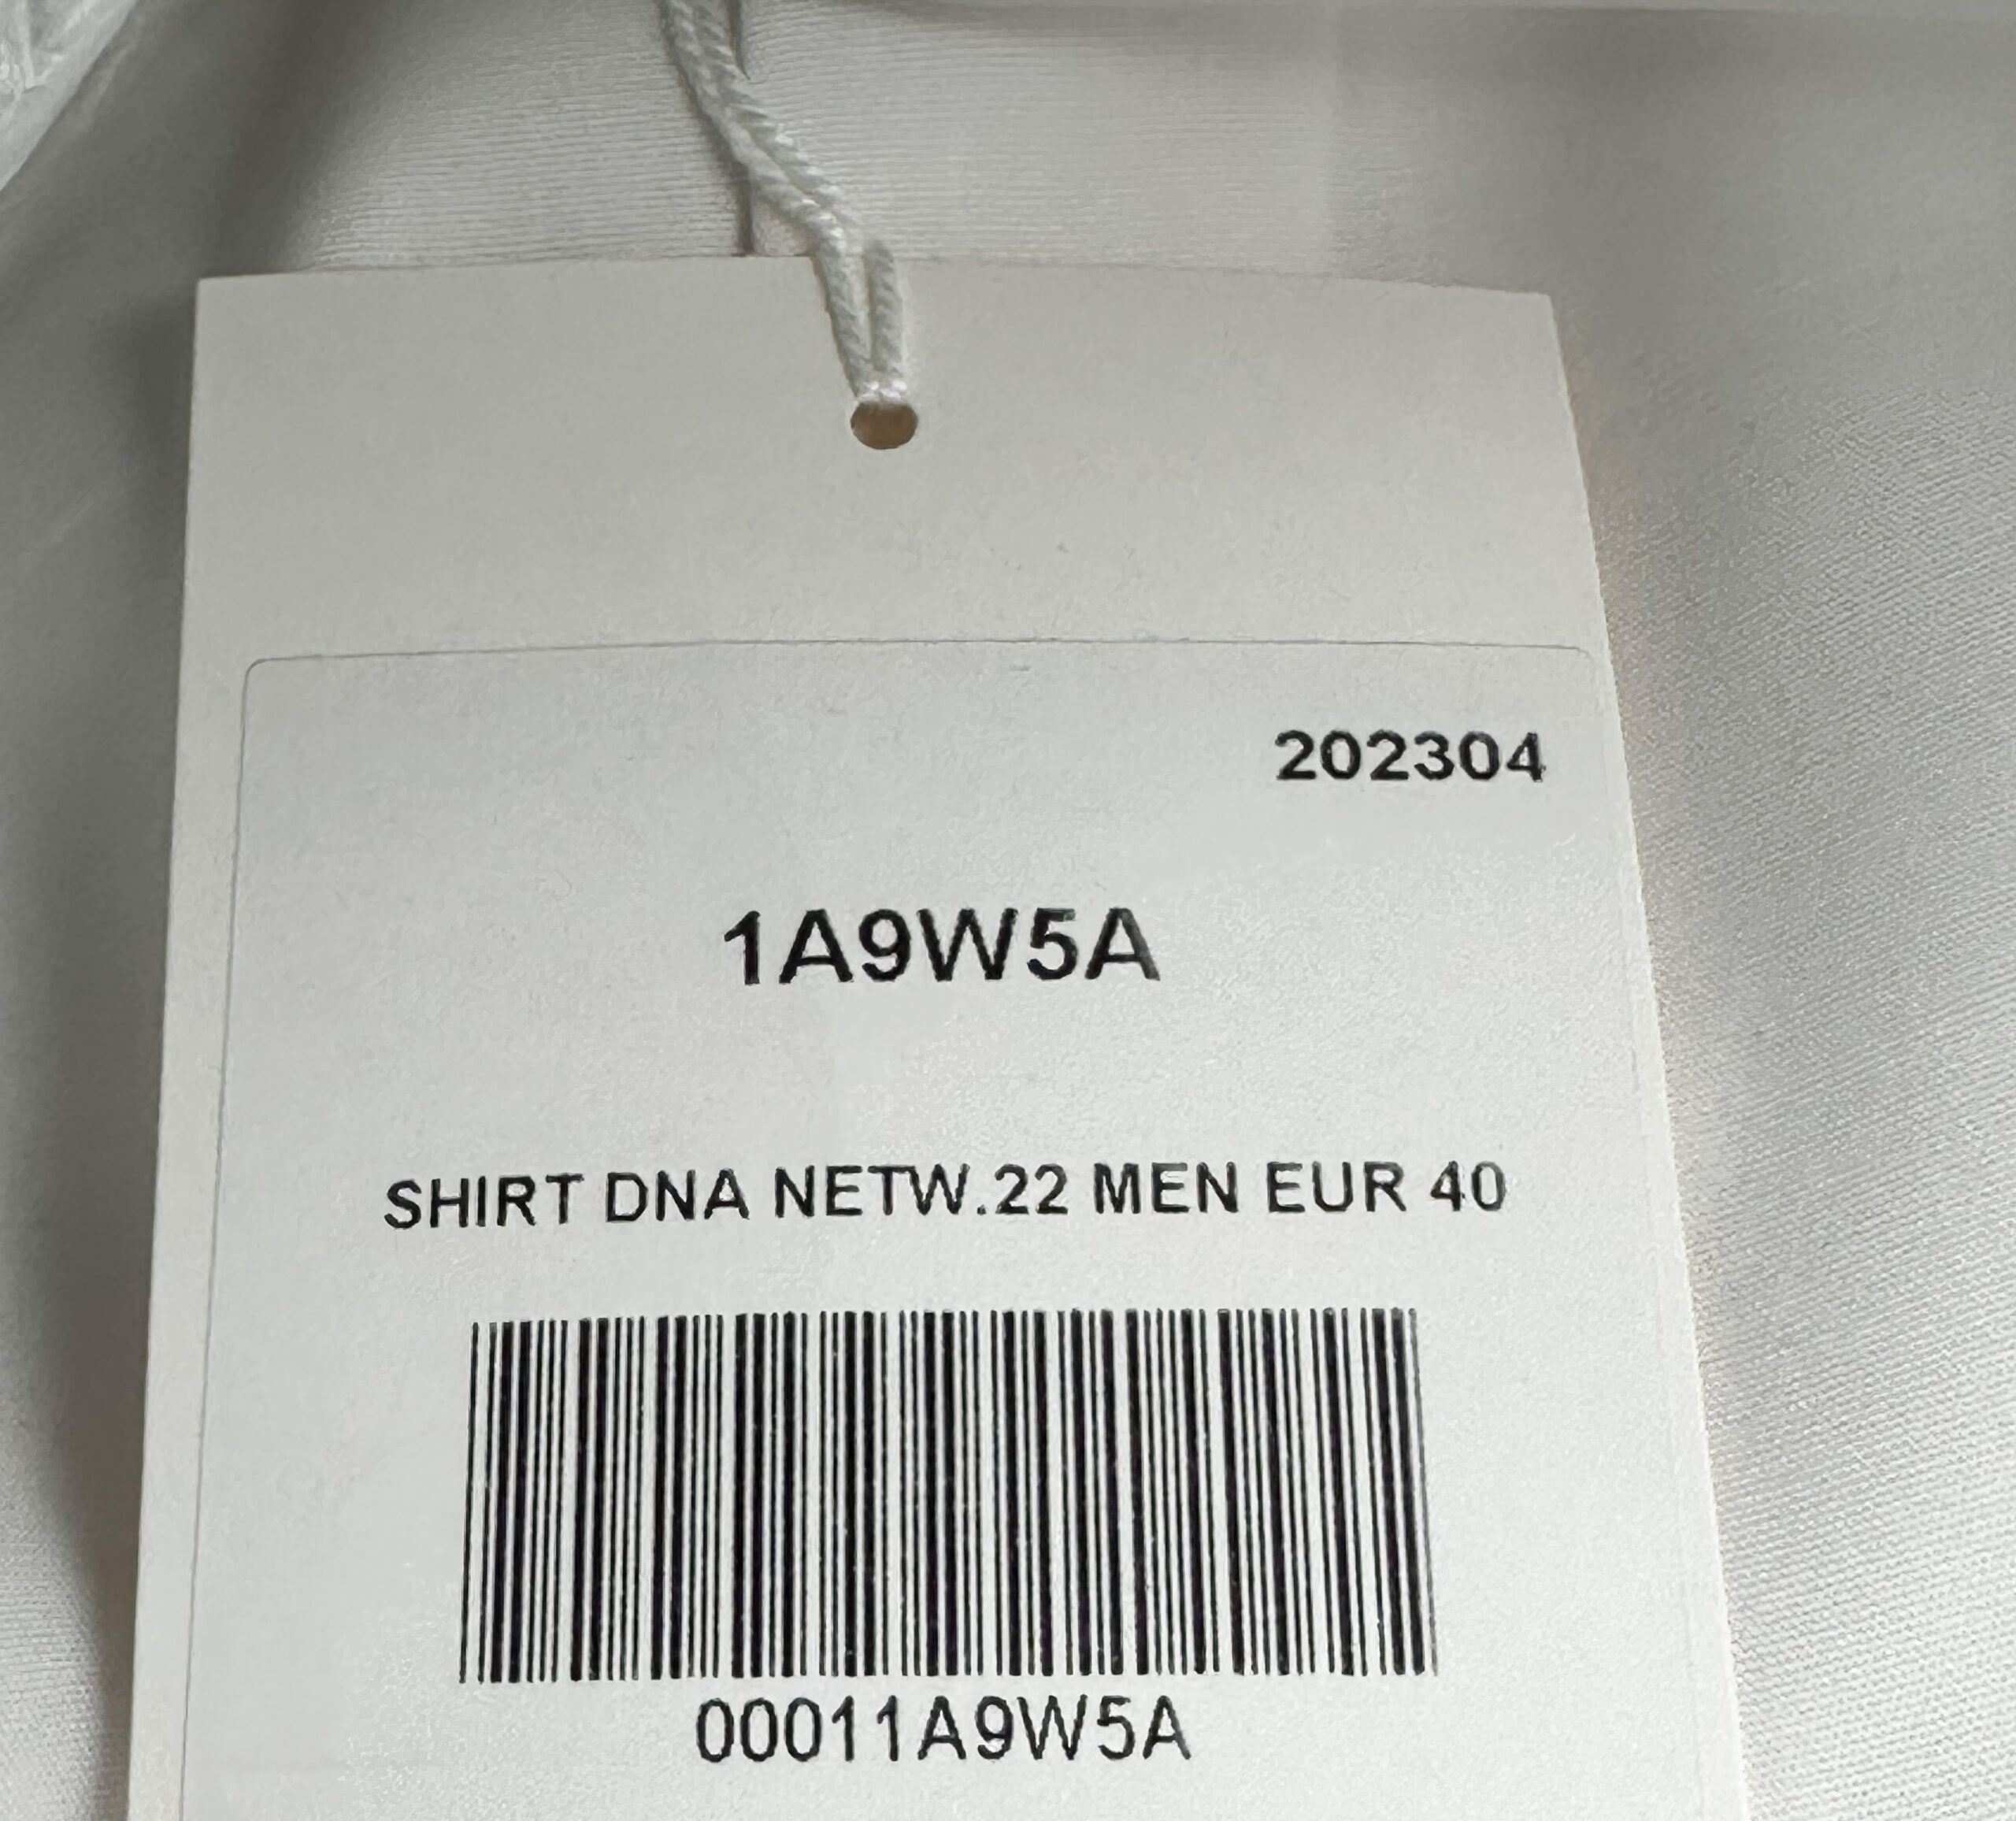 202304
1A9W5A
SHIRT DNA NETW.22 MEN EUR 40
00011A9W5A